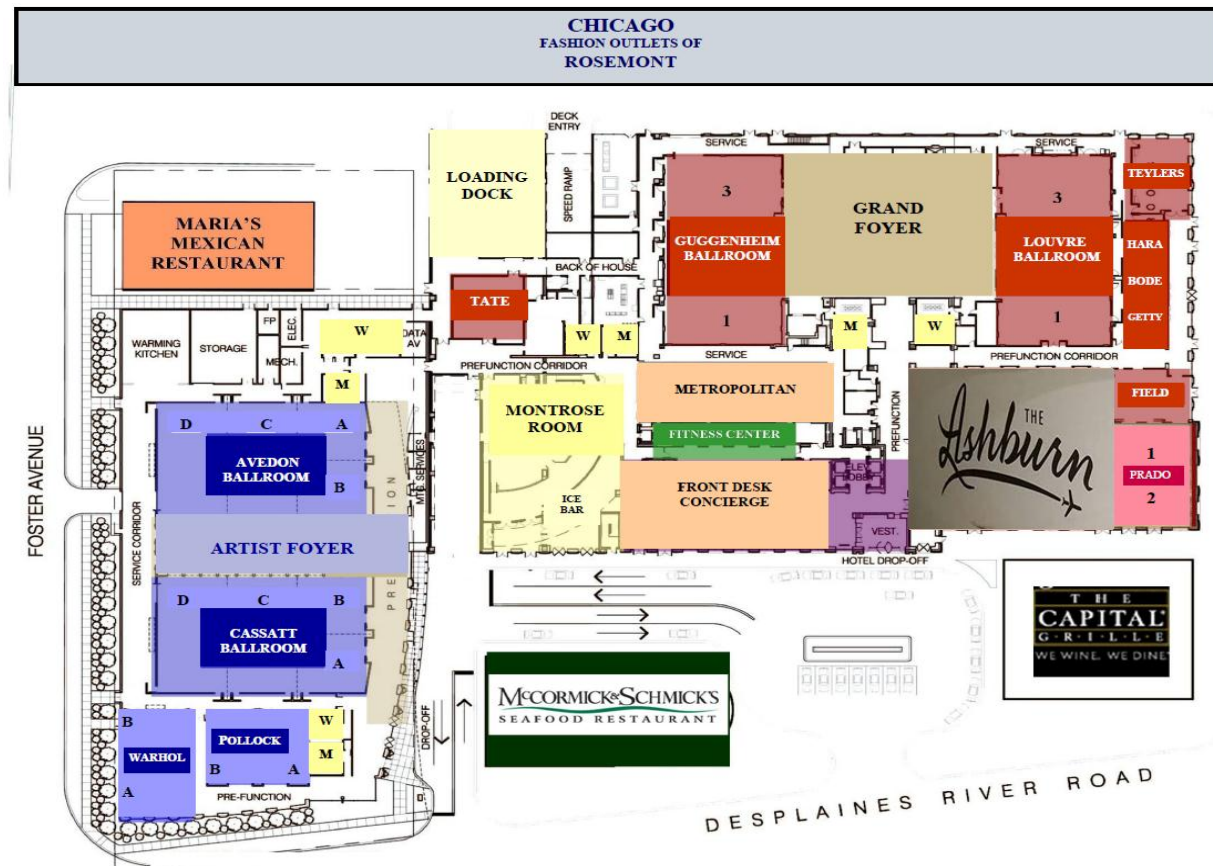 CHICAGO
FASHION OUTLETS OF
ROSEMONT
DECK
ENTRY
SERVICE
SERVICE
LOADING
DOCK
SPEED RAMP
3
GRAND
FOYER
3
TEYLERS
MARIA'S
MEXICAN
RESTAURANT
GUGGENHEIM
BALLROOM
LOUVRE
BALLROOM
HARA
BODE
GETTY
BACK OF HOUSE
TATE
1
1
FP
ELEC.
W
DATA
AV
W
M
M
W
WARMING
KITCHEN
STORAGE
MECH.
PREFUNCTION CORRIDOR
SERVICE
PREFUNCTION CORRIDOR
M
METROPOLITAN
FIELD
MONTROSE
ROOM
FITNESS CENTER
PREFUNCTION
THE
Ashburn
D
C
A
AVEDON
BALLROOM
B
MTG. SERVICES
1
PRADO
2
FRONT DESK
CONCIERGE
ELEV
LOBBY
ICE
BAR
VEST.
FOSTER AVENUE
SERVICE CORRIDOR
ARTIST FOYER
HOTEL DROP-OFF
D
C
B
CASSATT
BALLROOM
A
THE
CAPITAL
GRILLE
WE WINE. WE DINE
McCORMICK & SCHMICK'S
SEAFOOD RESTAURANT
DROP-OFF
B
WARHOL
A
POLLOCK
B
A
W
M
PRE-FUNCTION
DESPLAINES RIVER ROAD